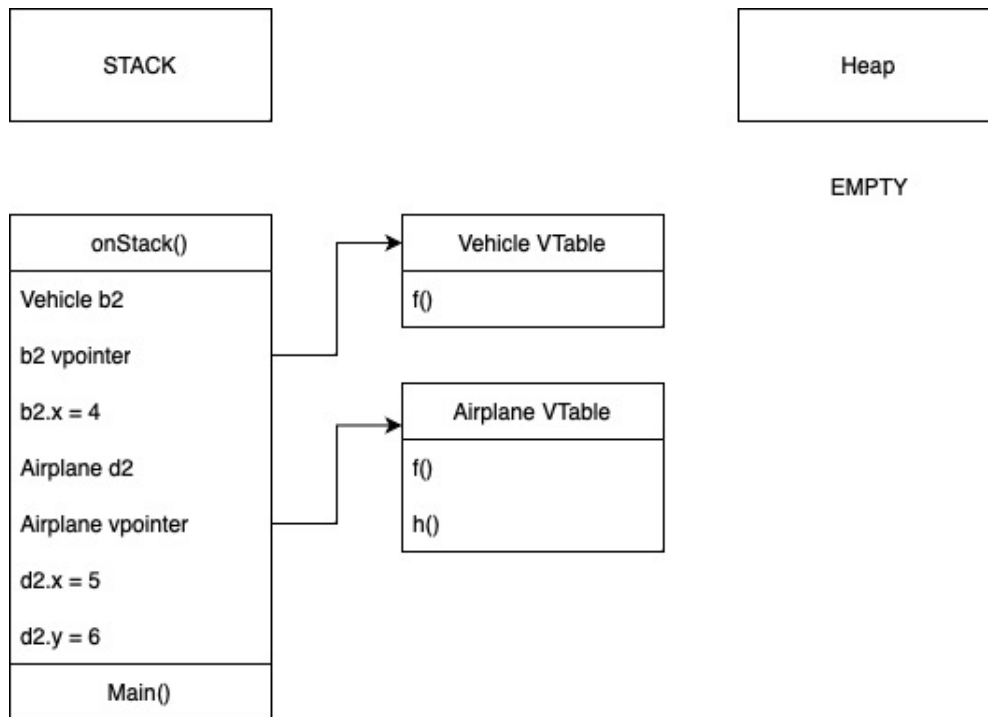 STACK
Heap
EMPTY
onStack()
Vehicle b2
b2 vpointer
b2.x = 4
Airplane d2
Airplane vpointer
d2.x = 5
d2.y = 6
Main()
Vehicle VTable
f()
Airplane VTable
f()
h()